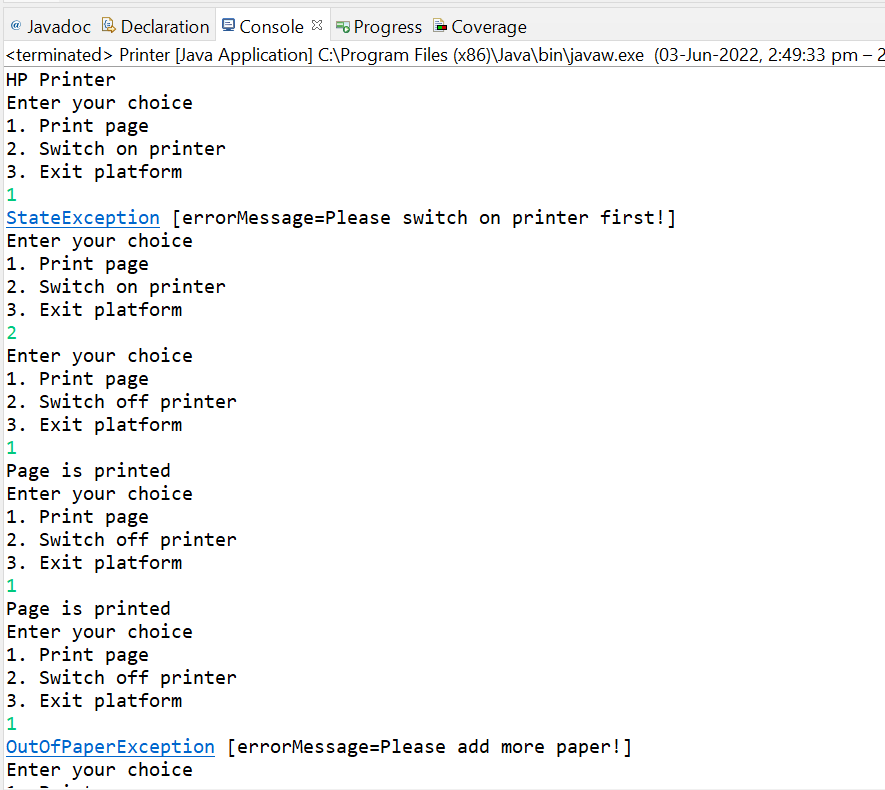 @ Javadoc Declaration Console Progress Coverage
<terminated> Printer [Java Application] C:\Program Files (x86)\Java\bin\javaw.exe (03-Jun-2022, 2:49:33 pm – 2
HP Printer
Enter your choice
1. Print page
2. Switch on printer
3. Exit platform
1
StateException [errorMessage=Please switch on printer first!]
Enter your choice
1. Print page
2. Switch on printer
3. Exit platform
2
Enter your choice
1. Print page
2. Switch off printer
3. Exit platform
1
Page is printed
Enter your choice
1. Print page
2. Switch off printer
3. Exit platform
1
Page is printed
Enter your choice
1. Print page
2. Switch off printer
3. Exit platform
1
OutOfPaperException [errorMessage=Please add more paper!]
Enter your choice